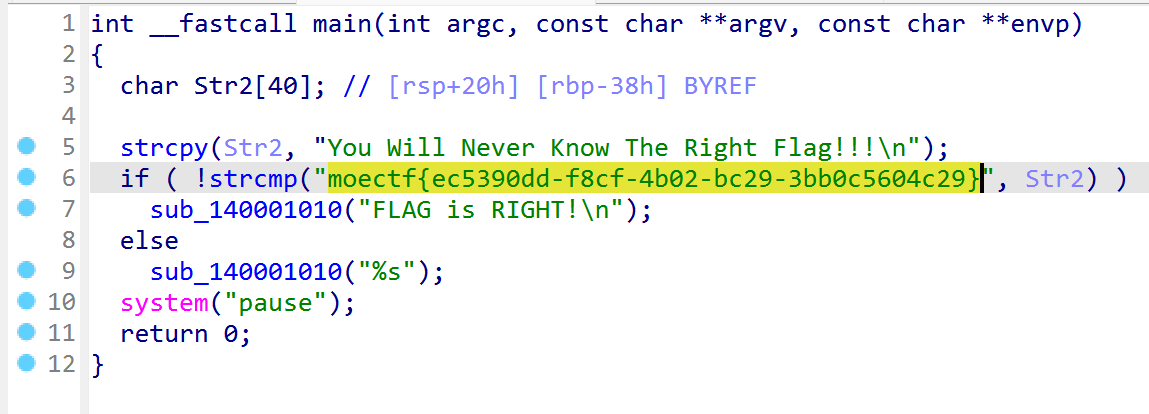 1 int __fastcall main(int argc, const char **argv, const char **envp)
2 {
3   char Str2[40]; // [rsp+20h] [rbp-38h] BYREF
4
5   strcpy(Str2, "You Will Never Know The Right Flag!!!\n");
6   if ( !strcmp("moectf{ec5390dd-f8cf-4b02-bc29-3bb0c5604c29}", Str2) )
7     sub_140001010("FLAG is RIGHT!\n");
8   else
9     sub_140001010("%s");
10   system("pause");
11   return 0;
12 }